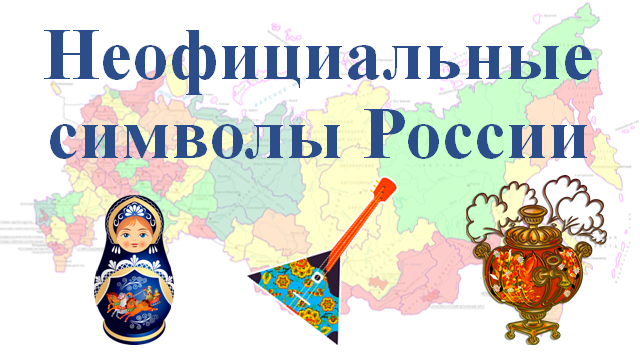 Неофициальные
символы России